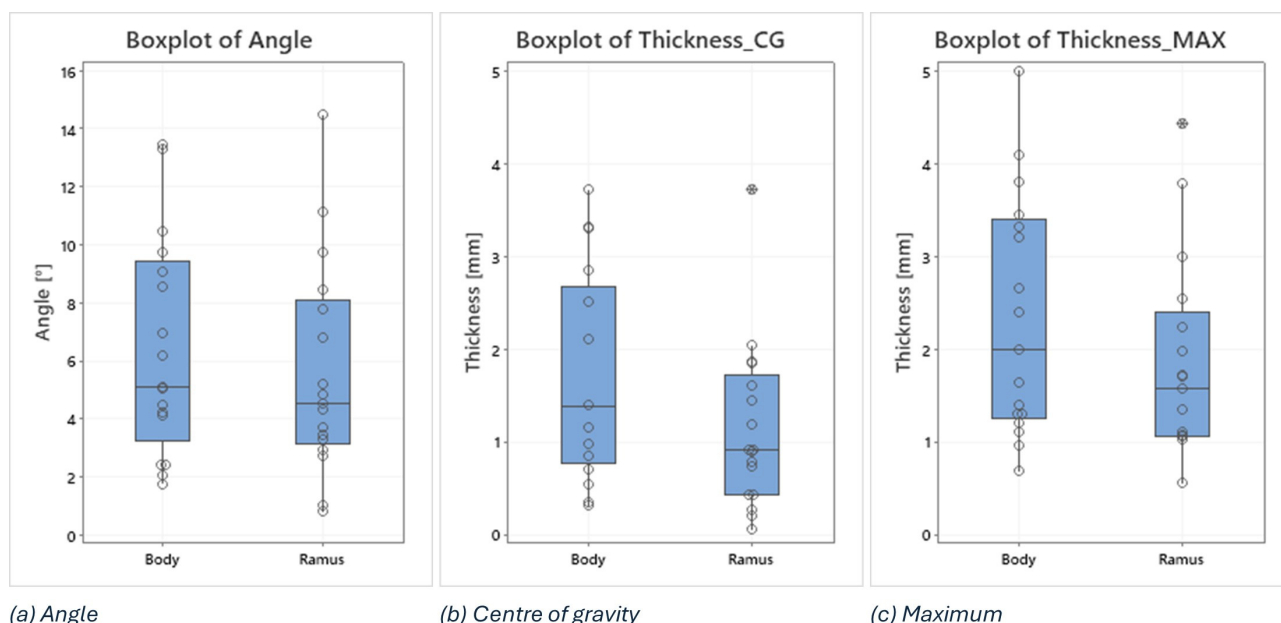 Boxplot of Angle
16
14
12
10
8
6
4
2
0
Angle [°]
Body
Ramus
Boxplot of Thickness_CG
5
4
3
2
1
0
Thickness [mm]
Body
Ramus
Boxplot of Thickness_MAX
5
4
3
2
1
0
Thickness [mm]
Body
Ramus
(a) Angle
(b) Centre of gravity
(c) Maximum